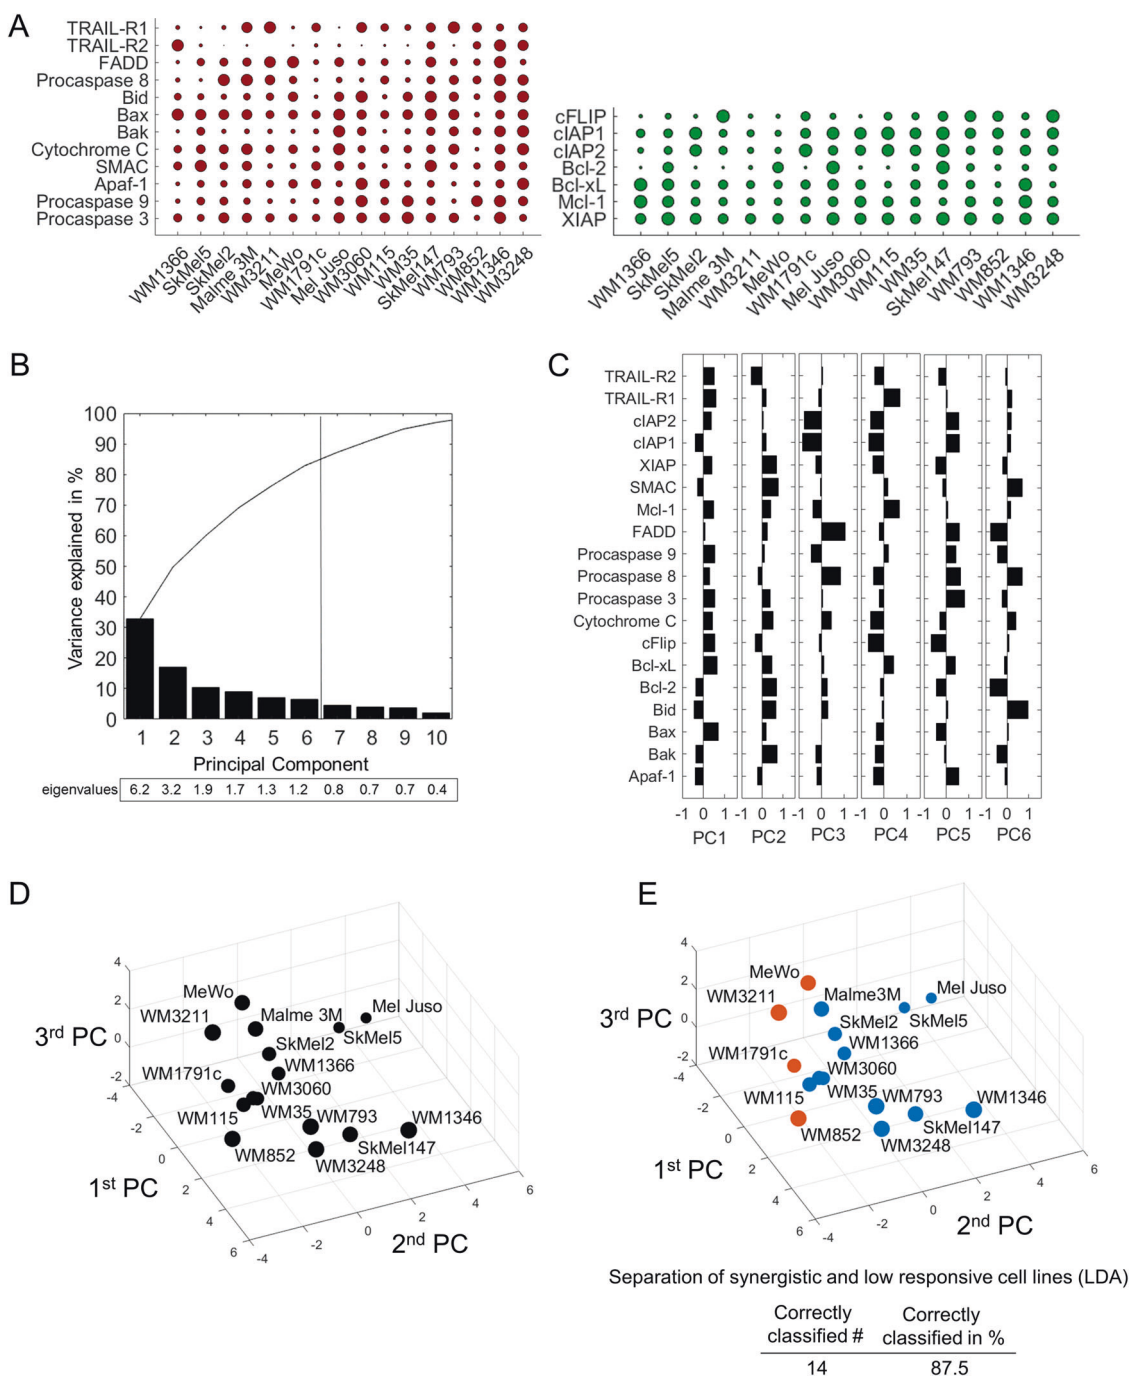 A
TRAIL-R1
TRAIL-R2
FADD
Procaspase 8
Bid
Bax
Bak
Cytochrome C
SMAC
Apaf-1
Procaspase 9
Procaspase 3
WM1366
SkMel5
SkMel2
Malme 3M
WM3211
MeWo
WM1791c
Mel Juso
WM3060
WM115
WM35
SkMel147
WM793
WM852
WM1346
WM3248
cFLIP
cIAP1
cIAP2
Bcl-2
Bcl-xL
Mcl-1
XIAP
WM1366
SkMel5
SkMel2
Malme 3M
WM3211
MeWo
WM1791c
Mel Juso
WM3060
WM115
WM35
SkMel147
WM793
WM852
WM1346
WM3248
B
Variance explained in %
100
90
80
70
60
50
40
30
20
10
0
1 2 3 4 5 6 7 8 9 10
Principal Component
eigenvalues 6.2 3.2 1.9 1.7 1.3 1.2 0.8 0.7 0.7 0.4
C
TRAIL-R2
TRAIL-R1
cIAP2
cIAP1
XIAP
SMAC
Mcl-1
FADD
Procaspase 9
Procaspase 8
Procaspase 3
Cytochrome C
cFlip
Bcl-xL
Bcl-2
Bid
Bax
Bak
Apaf-1
-1 0 1 -1 0 1 -1 0 1 -1 0 1 -1 0 1 -1 0 1
PC1 PC2 PC3 PC4 PC5 PC6
D
3rd PC
4
2
0
-2
-4
-2
0
2
4
6
1st PC
-4
-2
0
2
4
6
2nd PC
MeWo
WM3211
Malme 3M
Mel Juso
SkMel5
SkMel2
WM1366
WM1791c
WM3060
WM115
WM35
WM793
WM1346
SkMel147
WM852
WM3248
E
3rd PC
4
2
0
-2
-4
-2
0
2
4
6
1st PC
-4
-2
0
2
4
6
2nd PC
MeWo
WM3211
Malme3M
Mel Juso
SkMel5
SkMel2
WM1366
WM1791c
WM3060
WM115
WM35
WM793
WM1346
SkMel147
WM852
WM3248
Separation of synergistic and low responsive cell lines (LDA)
Correctly Correctly
classified # classified in %
14 87.5